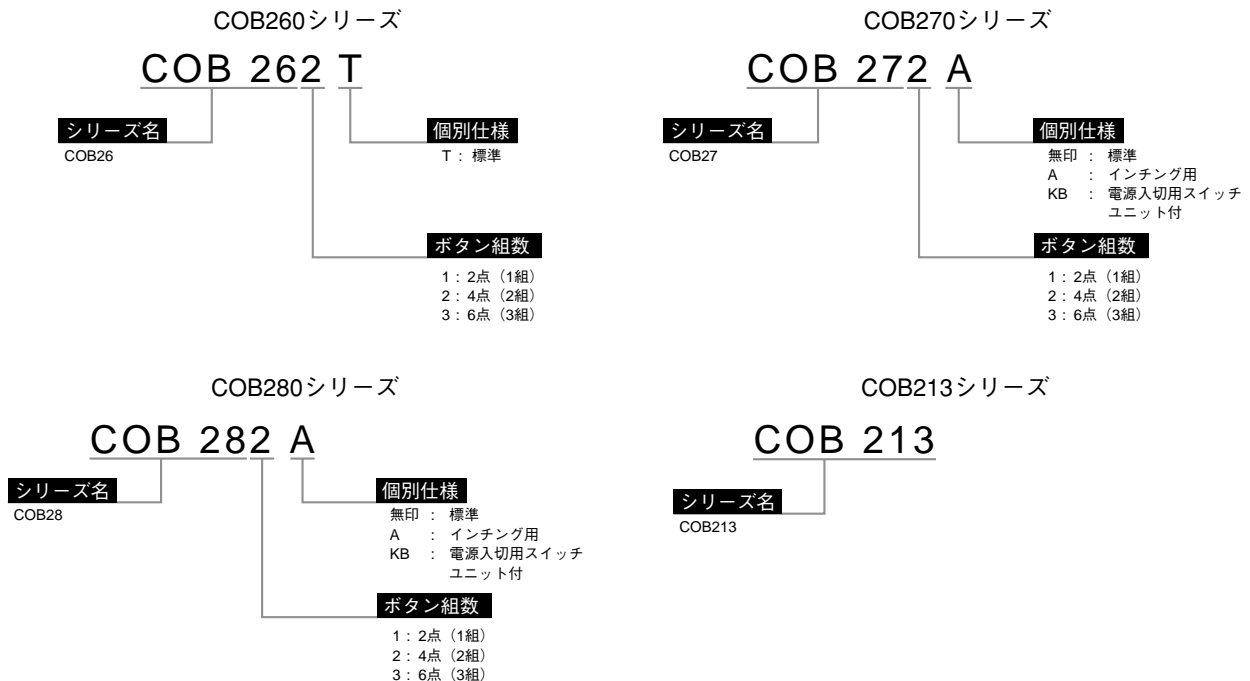 COB260シリーズ
COB 262 T
シリーズ名
COB26
個別仕様
T : 標準
ボタン組数
1 : 2点（1組）
2 : 4点（2組）
3 : 6点（3組）
COB270シリーズ
COB 272 A
シリーズ名
COB27
個別仕様
無印 : 標準
A : インチング用
KB : 電源入切用スイッチ
ユニット付
ボタン組数
1 : 2点（1組）
2 : 4点（2組）
3 : 6点（3組）
COB280シリーズ
COB 282 A
シリーズ名
COB28
個別仕様
無印 : 標準
A : インチング用
KB : 電源入切用スイッチ
ユニット付
ボタン組数
1 : 2点（1組）
2 : 4点（2組）
3 : 6点（3組）
COB213シリーズ
COB 213
シリーズ名
COB213